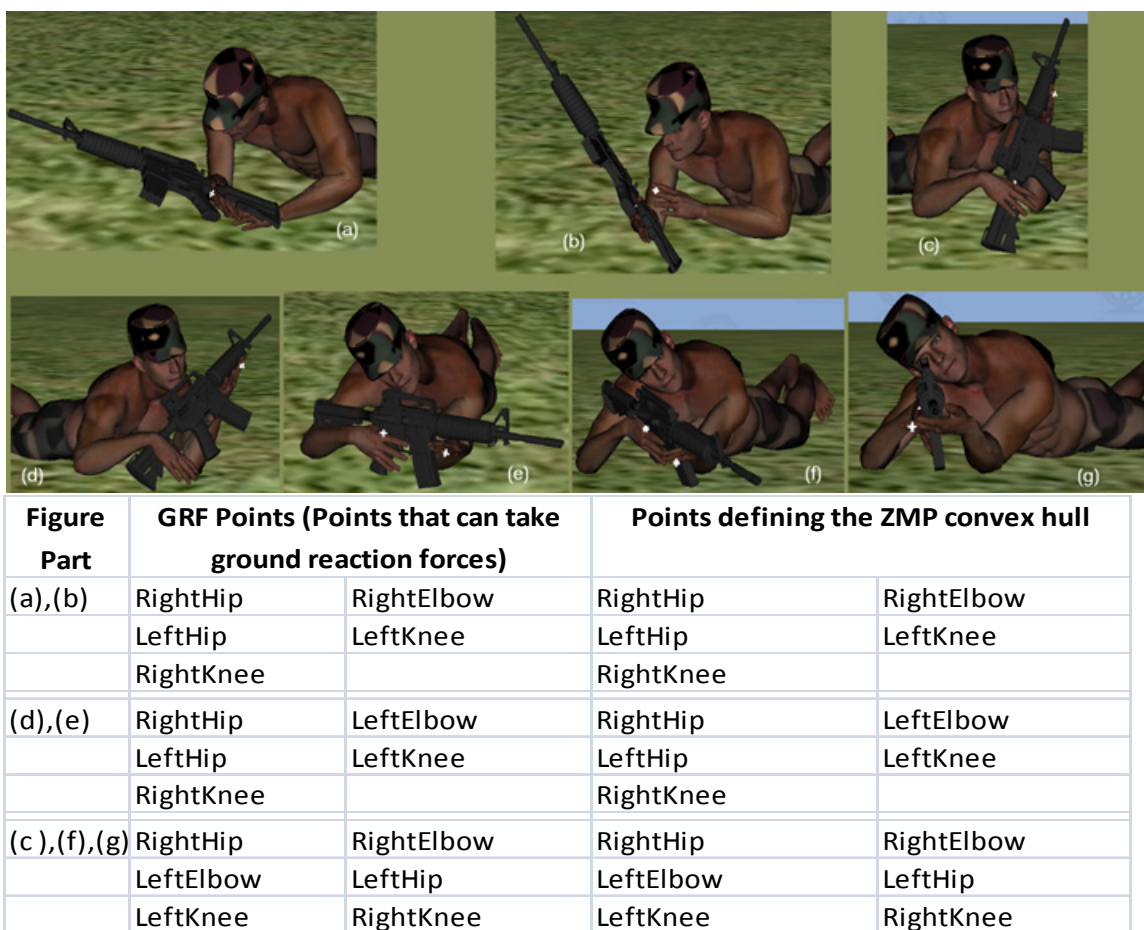 (a)
(b)
(c)
(d)
(e)
(f)
(g)
Figure Part GRF Points (Points that can take ground reaction forces) Points defining the ZMP convex hull
(a),(b) RightHip RightElbow RightHip RightElbow
LeftHip LeftKnee LeftHip LeftKnee
RightKnee RightKnee
(d),(e) RightHip LeftElbow RightHip LeftElbow
LeftHip LeftKnee LeftHip LeftKnee
RightKnee RightKnee
(c ),(f),(g) RightHip RightElbow RightHip RightElbow
LeftElbow LeftHip LeftElbow LeftHip
LeftKnee RightKnee LeftKnee RightKnee